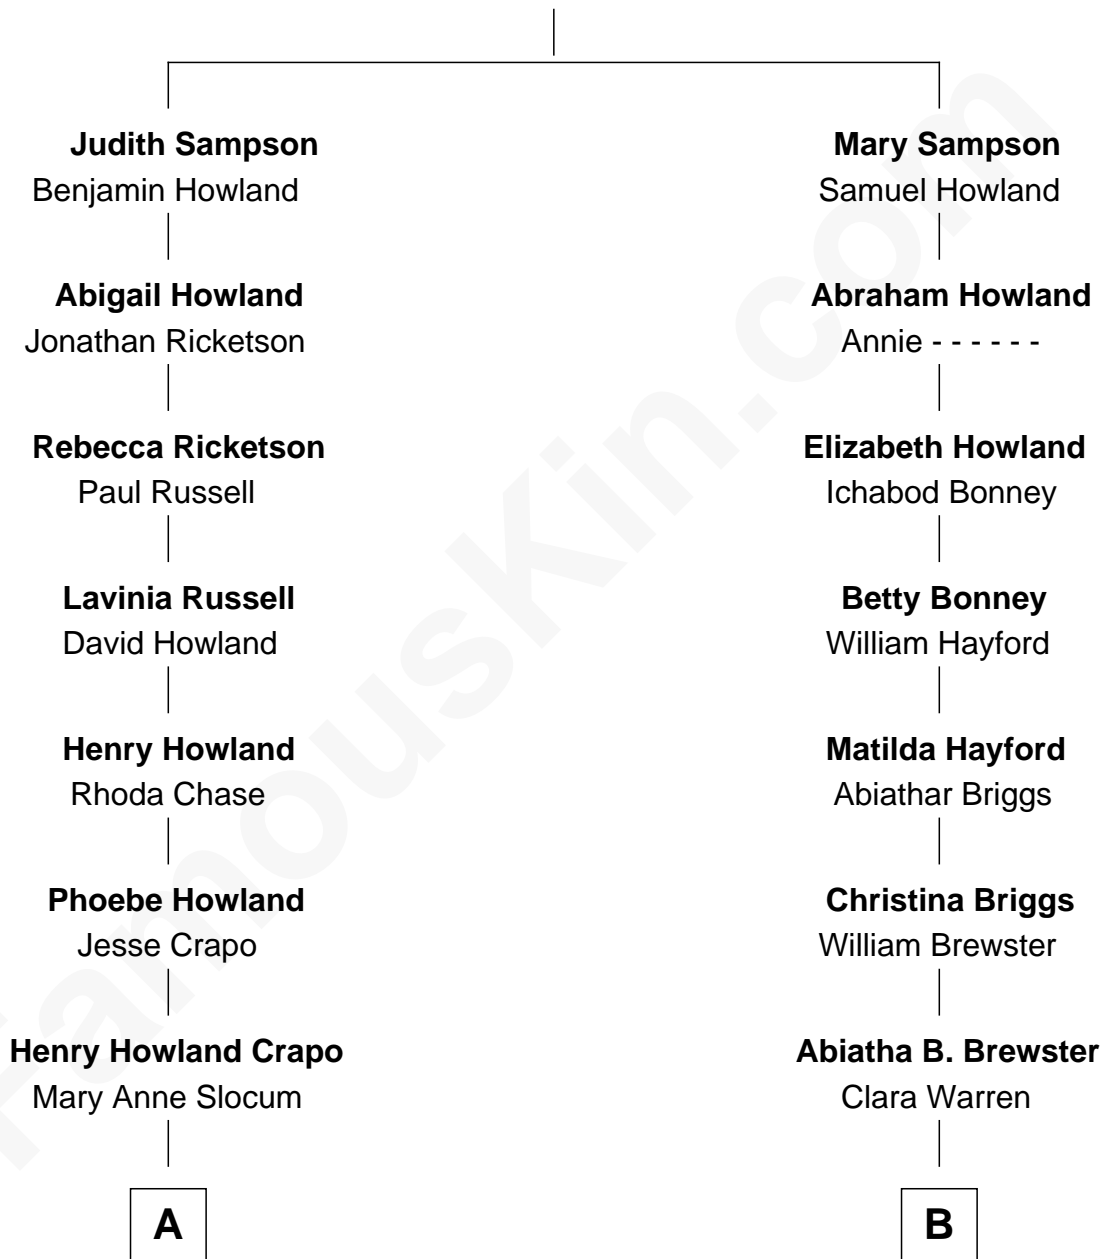 Judith Sampson
Benjamin Howland
Abigail Howland
Jonathan Ricketson
Rebecca Ricketson
Paul Russell
Lavinia Russell
David Howland
Henry Howland
Rhoda Chase
Phoebe Howland
Jesse Crapo
Henry Howland Crapo
Mary Anne Slocum
A
Mary Sampson
Samuel Howland
Abraham Howland
Annie - - - - - -
Elizabeth Howland
Ichabod Bonney
Betty Bonney
William Hayford
Matilda Hayford
Abiathar Briggs
Christina Briggs
William Brewster
Abiatha B. Brewster
Clara Warren
B
FamousKin.com